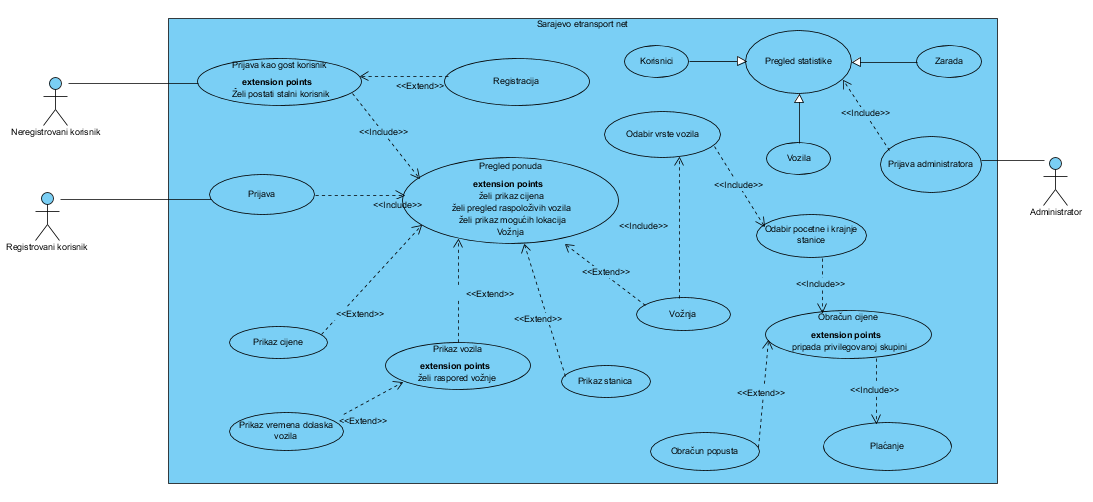 Sarajevo etransport net
Prijava kao gost korisnik
extension points
Želi postati stalni korisnik
Registracija
<<Extend>>
Korisnici
Pregled statistike
Zarada
Neregistrovani korisnik
<<Include>>
Odabir vrste vozila
<<Include>>
Vozila
Prijava administratora
Administrator
Pregled ponuda
extension points
želi prikaz cijena
želi pregled raspoloživih vozila
želi prikaz mogućih lokacija
Vožnja
Prijava
<<Include>>
Registrovani korisnik
<<Include>>
<<Include>>
Odabir pocetne i krajnje
stanice
<<Extend>>
<<Extend>>
<<Include>>
<<Extend>>
<<Extend>>
Vožnja
Obračun cijene
extension points
pripada privilegovanoj skupini
Prikaz cijene
Prikaz vozila
extension points
želi raspored vožnje
Prikaz stanica
<<Extend>>
<<Include>>
Prikaz vremena dolaska
vozila
<<Extend>>
Obračun popusta
Plaćanje